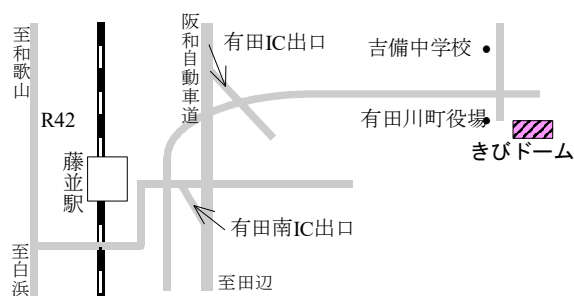 至和歌山
阪和自動車道
有田IC出口
吉備中学校
R42
有田川町役場
きびドーム
藤並駅
有田南IC出口
至白浜
至田辺